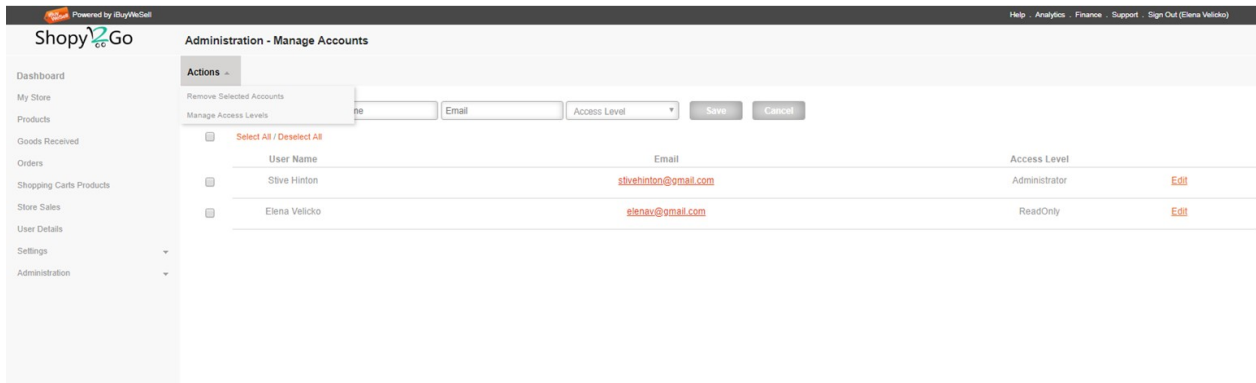 Powered by iBuyWeSell
Help . Analytics . Finance . Support . Sign Out (Elena Velicko)
Shopy2Go
Administration - Manage Accounts
Dashboard
My Store
Products
Goods Received
Orders
Shopping Carts Products
Store Sales
User Details
Settings
Administration
Actions
Remove Selected Accounts
Manage Access Levels
Email Access Level Save Cancel
Select All / Deselect All
User Name Email Access Level
Stive Hinton stivehinton@gmail.com Administrator Edit
Elena Velicko elenav@gmail.com ReadOnly Edit